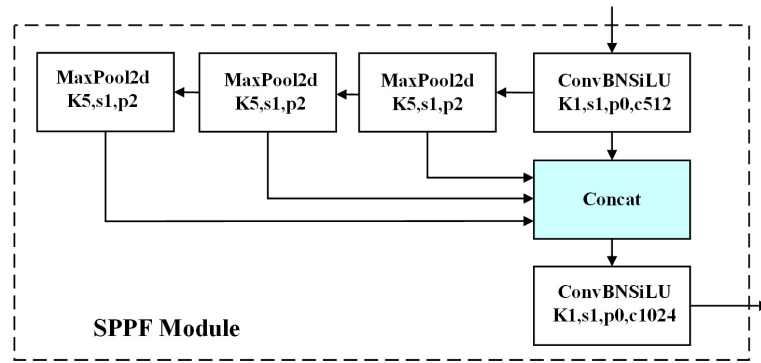 MaxPool2d
K5,s1,p2
MaxPool2d
K5,s1,p2
MaxPool2d
K5,s1,p2
ConvBNSiLU
K1,s1,p0,c512
Concat
ConvBNSiLU
K1,s1,p0,c1024
SPPF Module